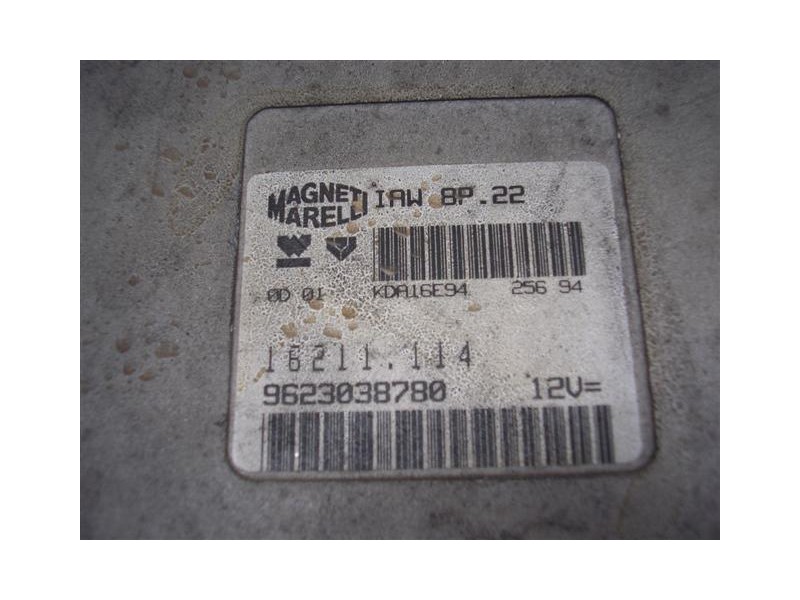 MAGNETI
MARELLI
IAW 8P.22
0D 01 KDA16E94 256 94
16211.114
9623038780 12V=